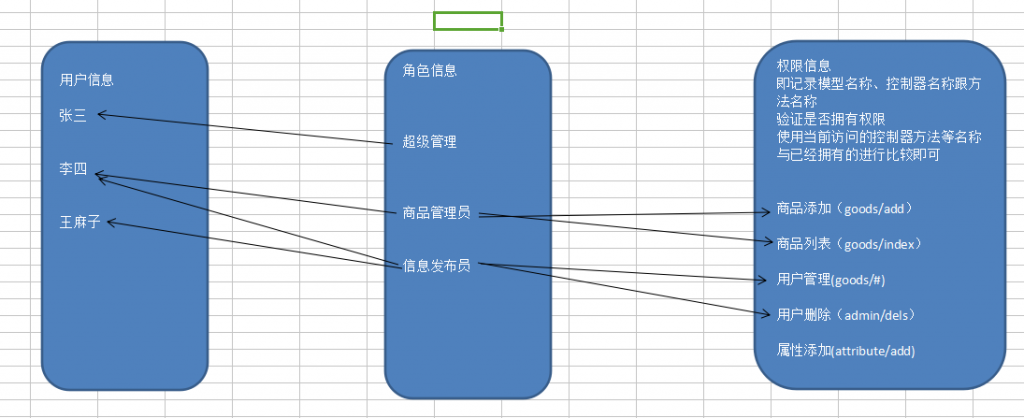 用户信息
张三
李四
王麻子
角色信息
超级管理
商品管理员
信息发布员
权限信息
即记录模型名称、控制器名称跟方
法名称
验证是否拥有权限
使用当前访问的控制器方法等名称
与已经拥有的进行比较即可
商品添加（goods/add）
商品列表（goods/index）
用户管理(goods/#)
用户删除（admin/dels）
属性添加(attribute/add)